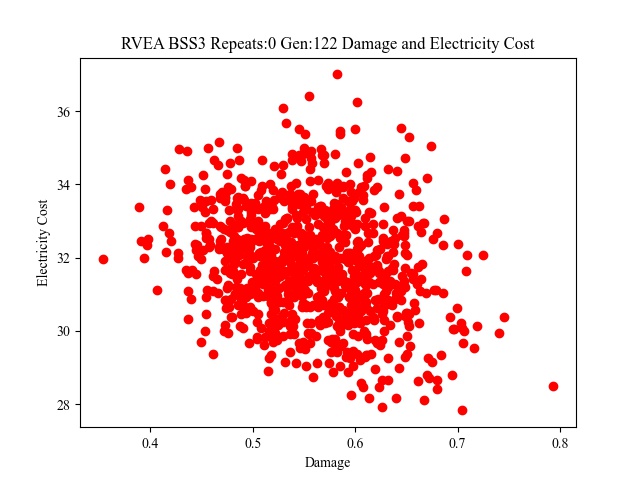 RVEA BSS3 Repeats:0 Gen:122 Damage and Electricity Cost
36
34
32
30
28
Electricity Cost
0.4 0.5 0.6 0.7 0.8
Damage